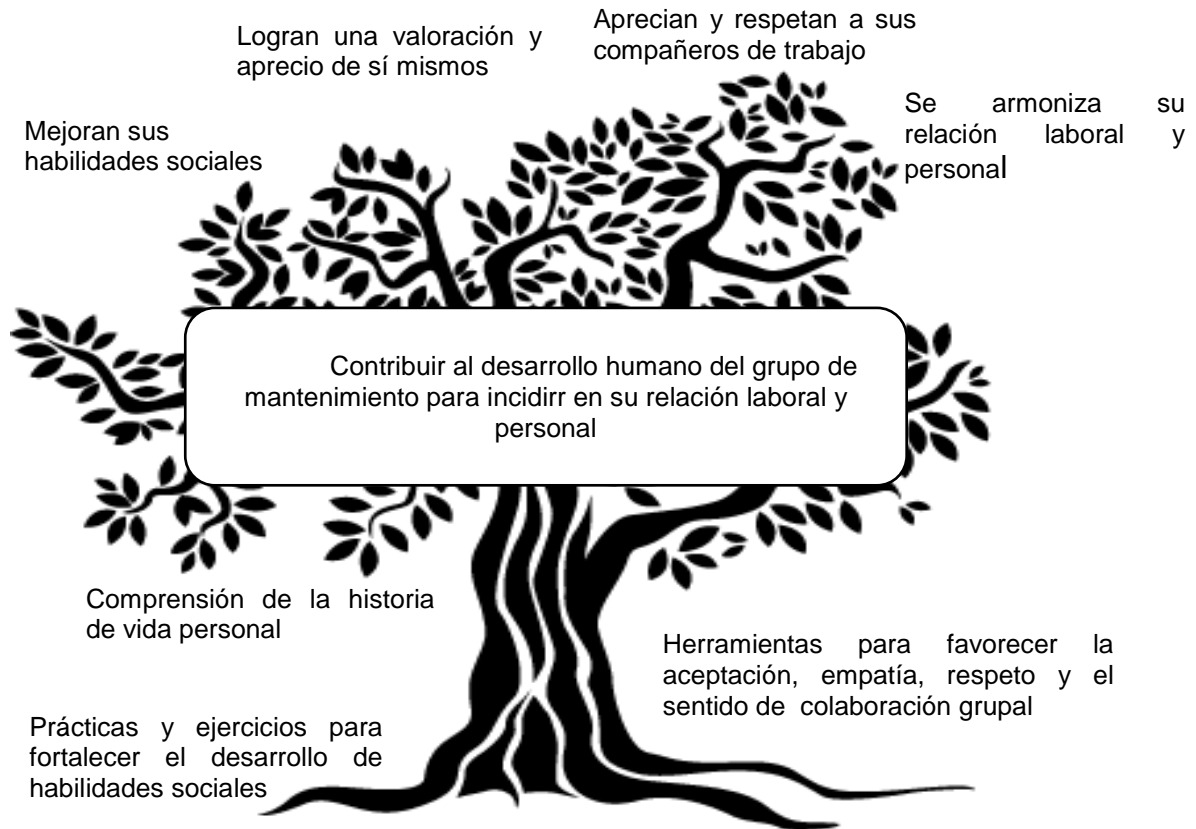 Logran una valoración y
aprecio de sí mismos
Aprecian y respetan a sus
compañeros de trabajo
Se armoniza su
relación laboral y
personal
Mejoran sus
habilidades sociales
Contribuir al desarrollo humano del grupo de
mantenimiento para incidirr en su relación laboral y
personal
Comprensión de la historia
de vida personal
Herramientas para favorecer la
aceptación, empatía, respeto y el
sentido de colaboración grupal
Prácticas y ejercicios para
fortalecer el desarrollo de
habilidades sociales